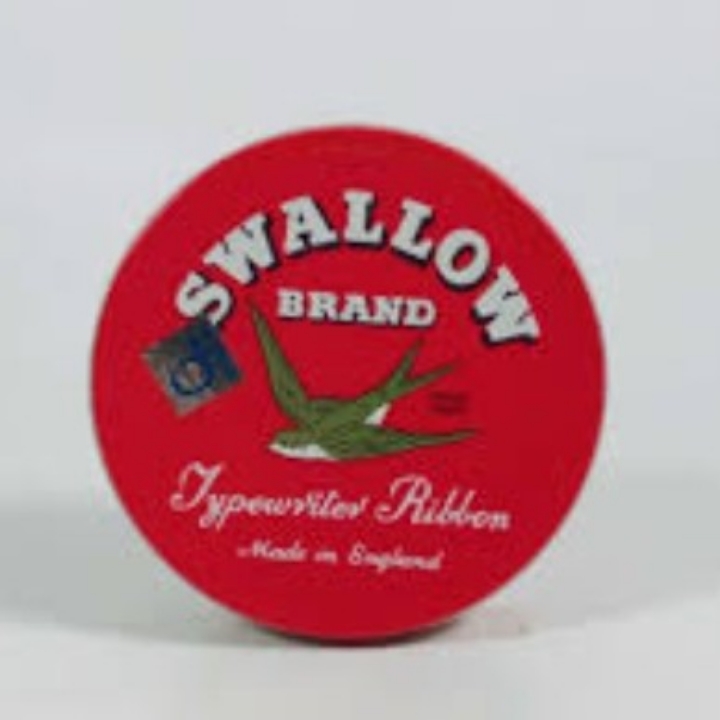 SWALLOW
BRAND
Typewriter Ribbon
Made in England